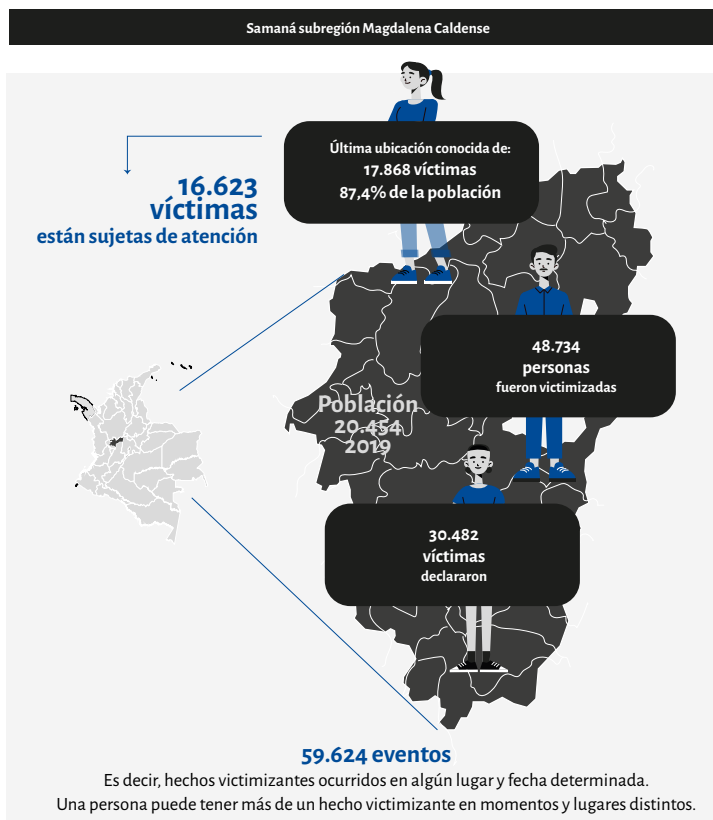 Samaná subregión Magdalena Caldense
Última ubicación conocida de:
17.868 víctimas
87,4% de la población
16.623
víctimas
están sujetas de atención
48.734
personas
fueron victimizadas
Población
20.454
2019
30.482
víctimas
declararon
59.624 eventos
Es decir, hechos victimizantes ocurridos en algún lugar y fecha determinada.
Una persona puede tener más de un hecho victimizante en momentos y lugares distintos.